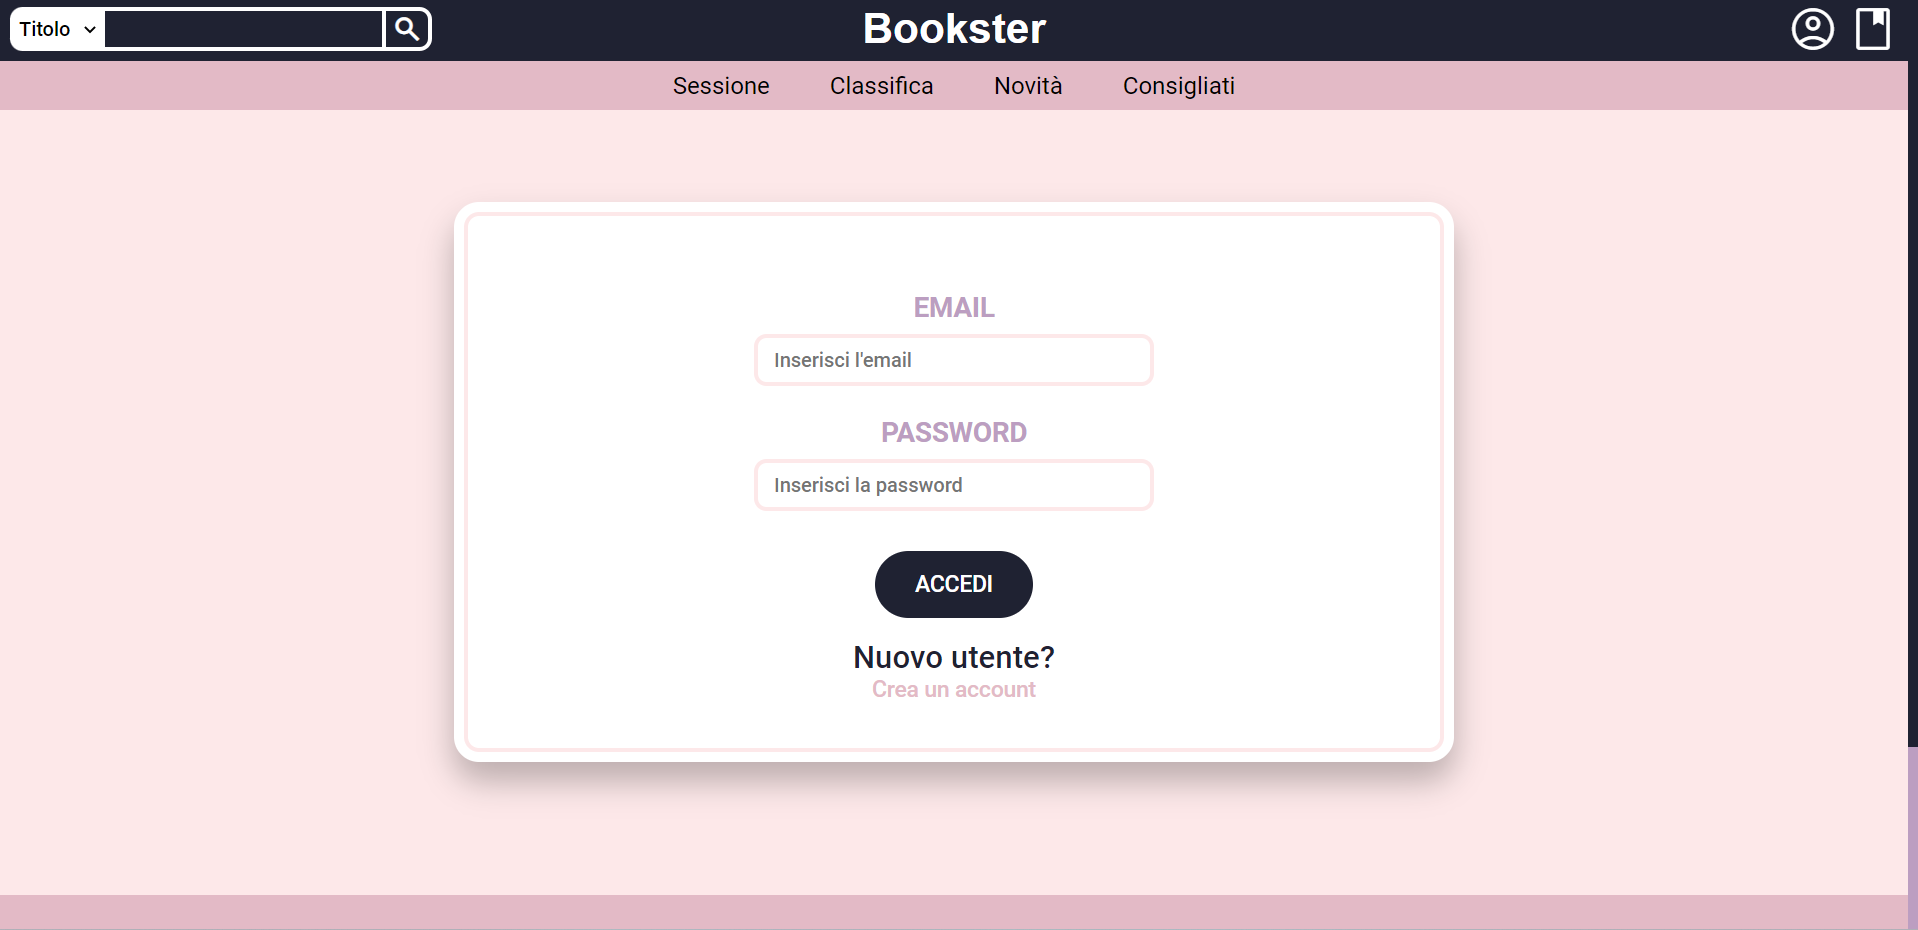 Titolo
Bookster
Sessione Classifica Novità Consigliati
EMAIL
Inserisci l'email
PASSWORD
Inserisci la password
ACCEDI
Nuovo utente?
Crea un account